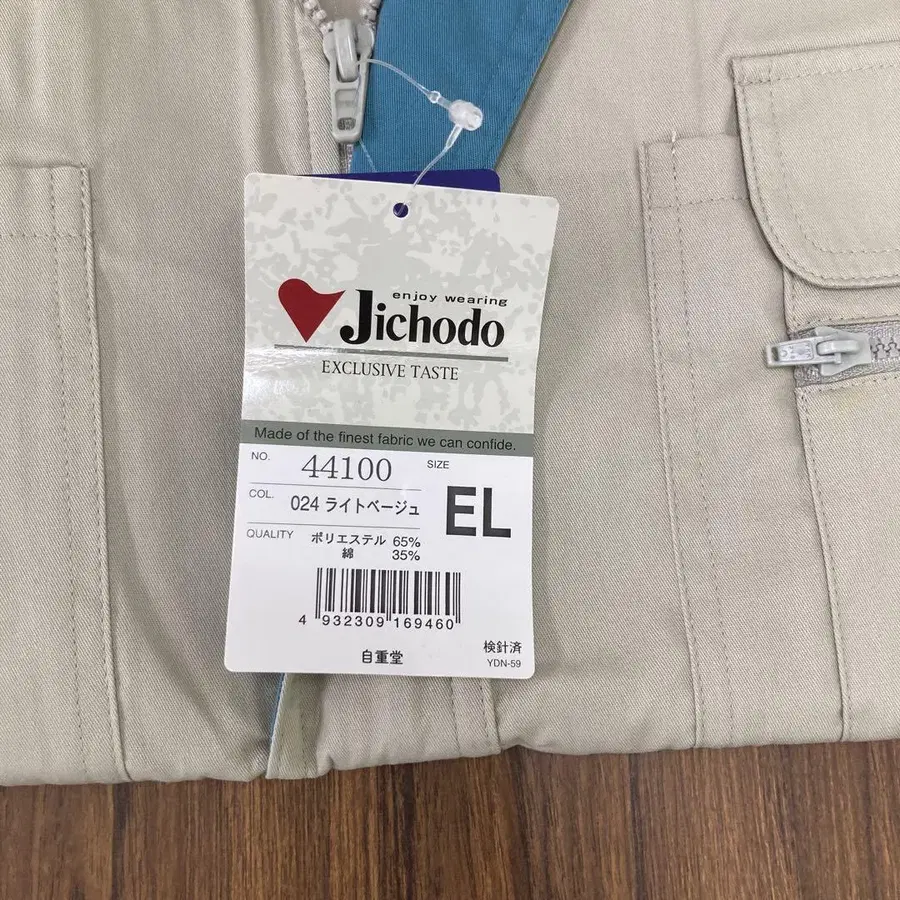 enjoy wearing
Jichodo
EXCLUSIVE TASTE
Made of the finest fabric we can confide.
NO. 44100
SIZE EL
COL. 024 ライトベージュ
QUALITY ポリエステル 65%
綿 35%
4 932309 169460
自重堂
検針済
YDN-59